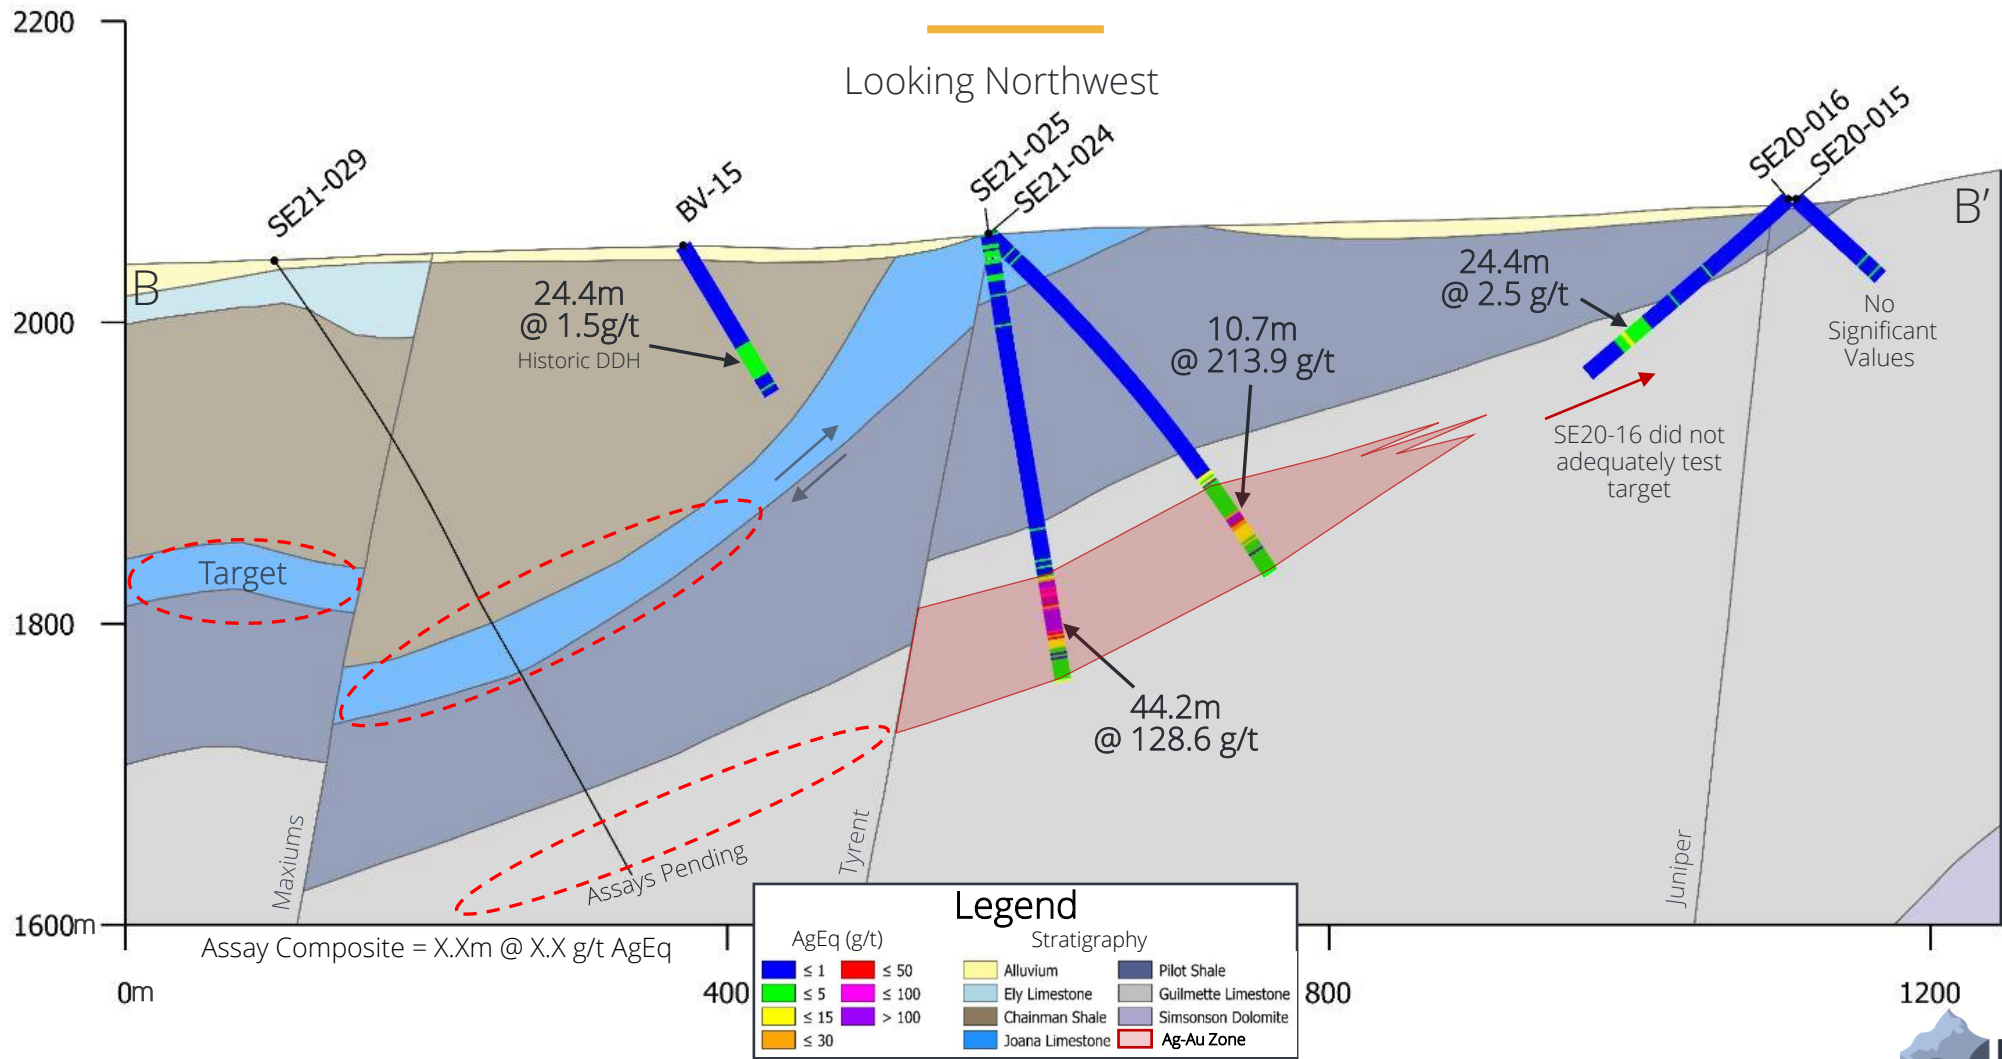 Looking Northwest
2200
2000
1800
1600m
SE21-029
BV-15
SE21-025
SE21-024
SE20-016
SE20-015
B
B'
24.4m
@ 1.5g/t
Historic DDH
10.7m
@ 213.9 g/t
24.4m
@ 2.5 g/t
No
Significant
Values
SE20-16 did not
adequately test
target
Target
44.2m
@ 128.6 g/t
Maxiums
Tyrent
Juniper
Assays Pending
Assay Composite = X.Xm @ X.X g/t AgEq
0m
400
800
1200
Legend
AgEq (g/t)
≤ 1
≤ 5
≤ 15
≤ 30
≤ 50
≤ 100
> 100
Stratigraphy
Alluvium
Ely Limestone
Chainman Shale
Joana Limestone
Pilot Shale
Guilmette Limestone
Simsonson Dolomite
Ag-Au Zone